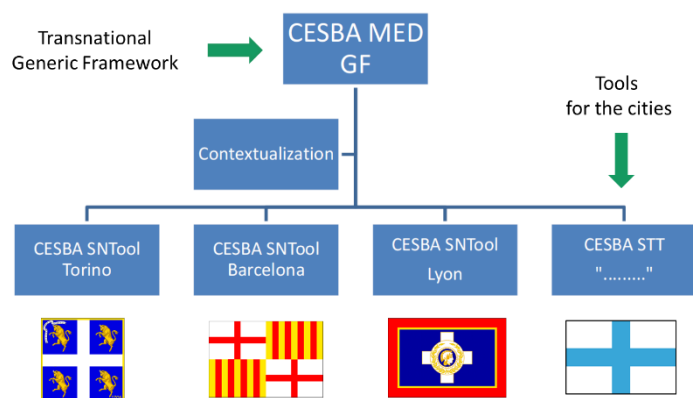 Transnational
Generic Framework
CESBA MED
GF
Tools
for the cities
Contextualization
CESBA SNTool
Torino
CESBA SNTool
Barcelona
CESBA SNTool
Lyon
CESBA STT
"........."